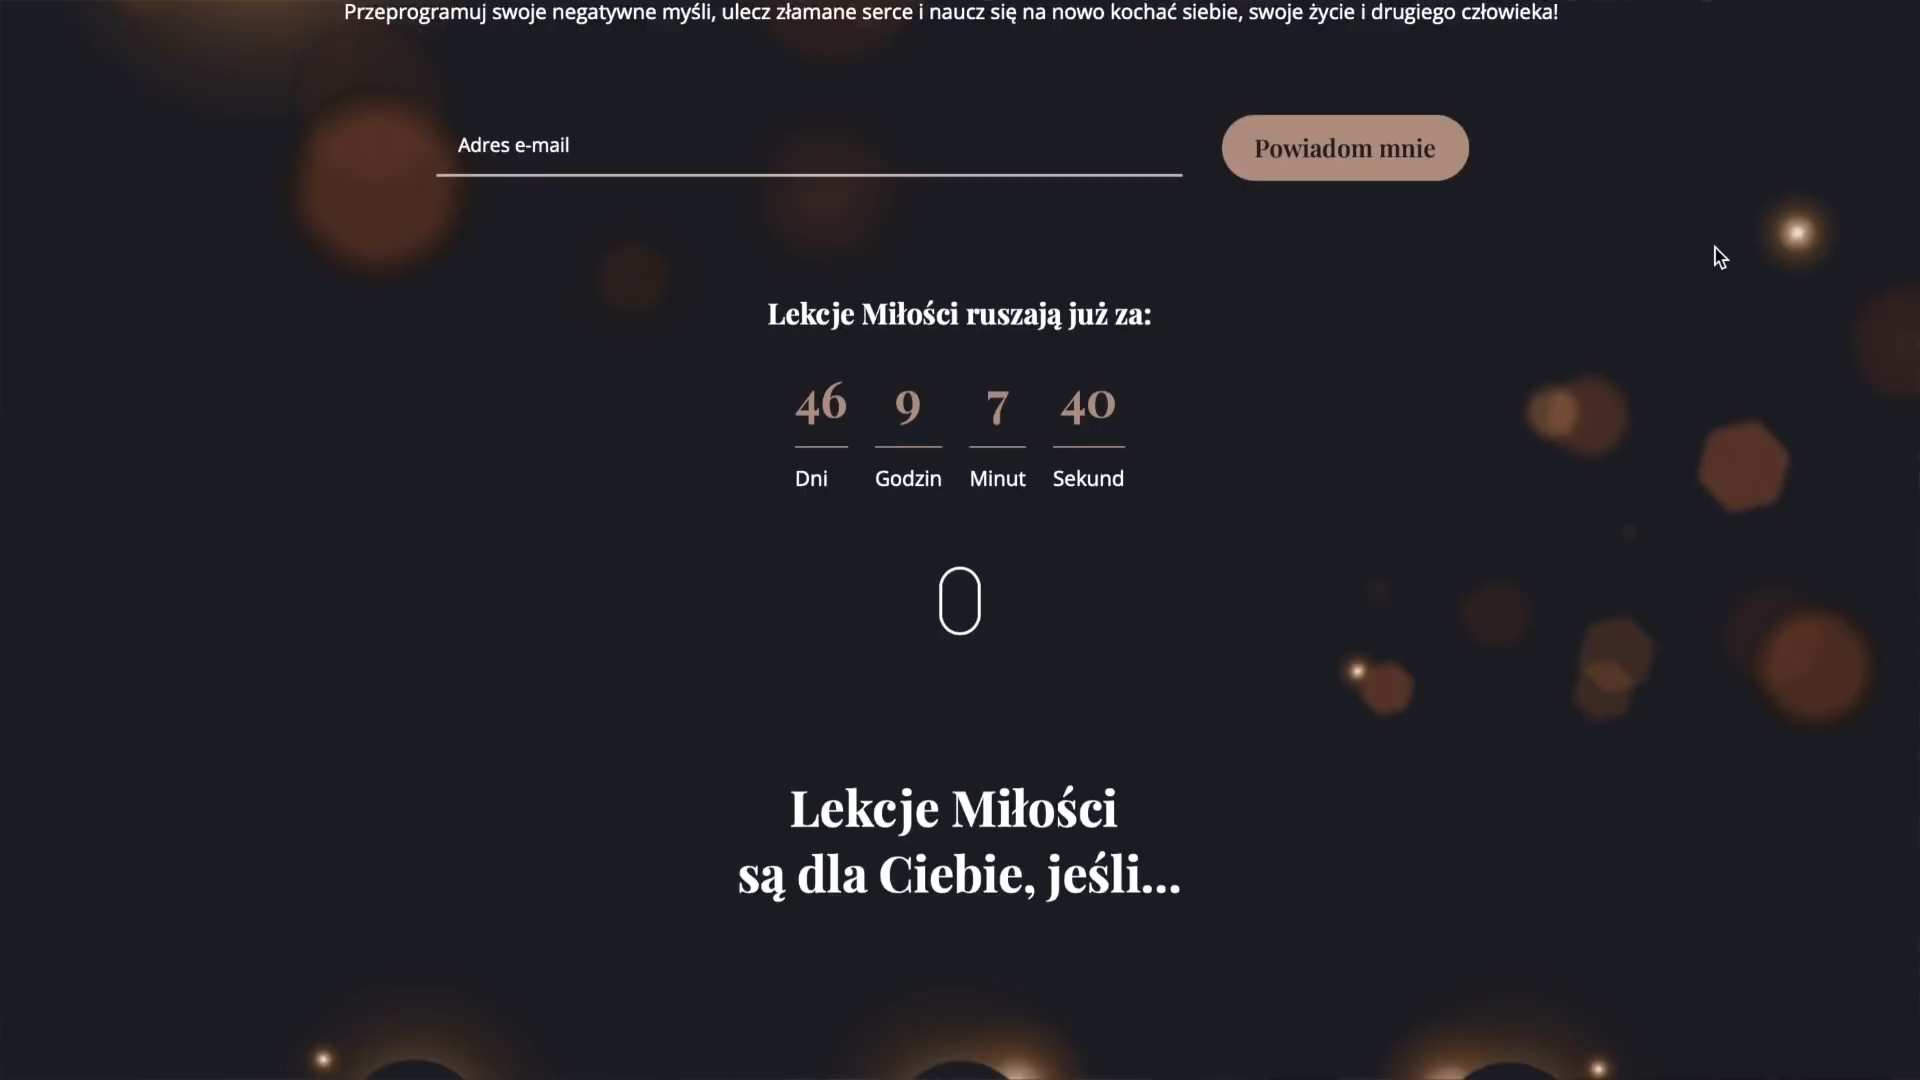 Przeprogramuj swoje negatywne myśli, ulecz złamane serce i naucz się na nowo kochać siebie, swoje życie i drugiego człowieka!
Adres e-mail
Powiadom mnie
Lekcje Miłości ruszają już za:
46 9 7 40
Dni Godzin Minut Sekund
Lekcje Miłości
są dla Ciebie, jeśli...